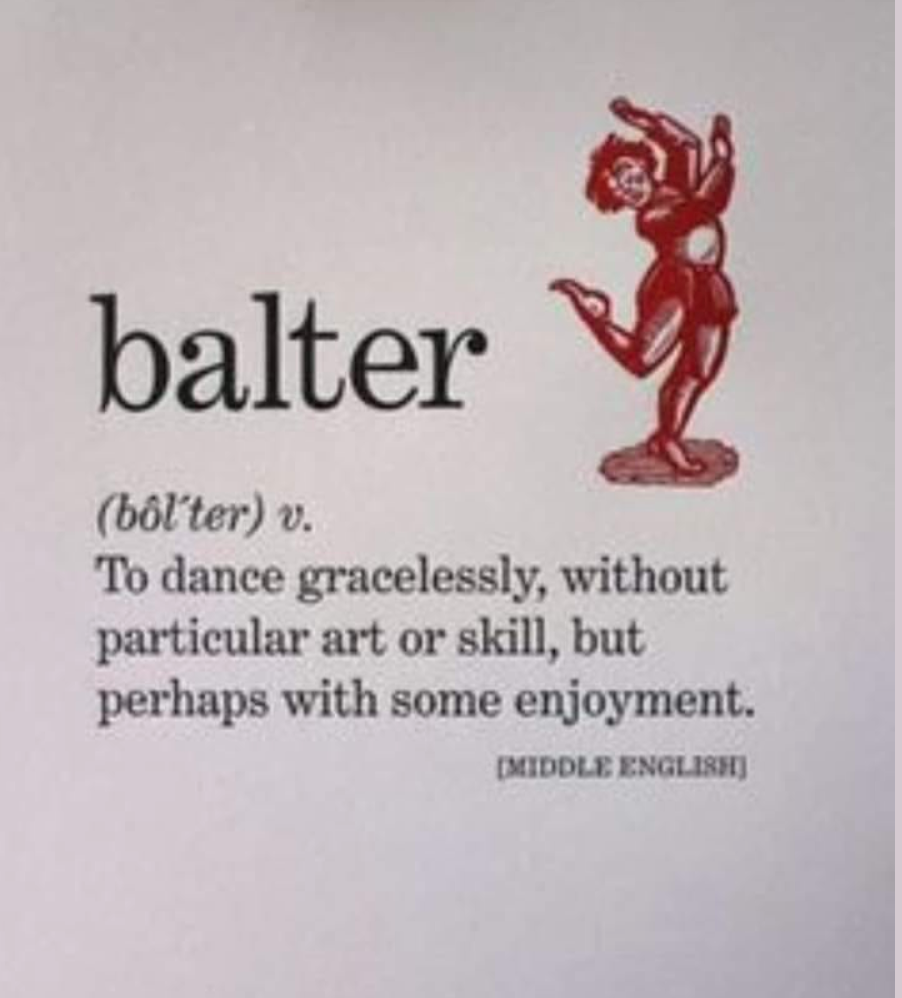 balter
(bôl´ter) v.
To dance gracelessly, without
particular art or skill, but
perhaps with some enjoyment.
[MIDDLE ENGLISH]